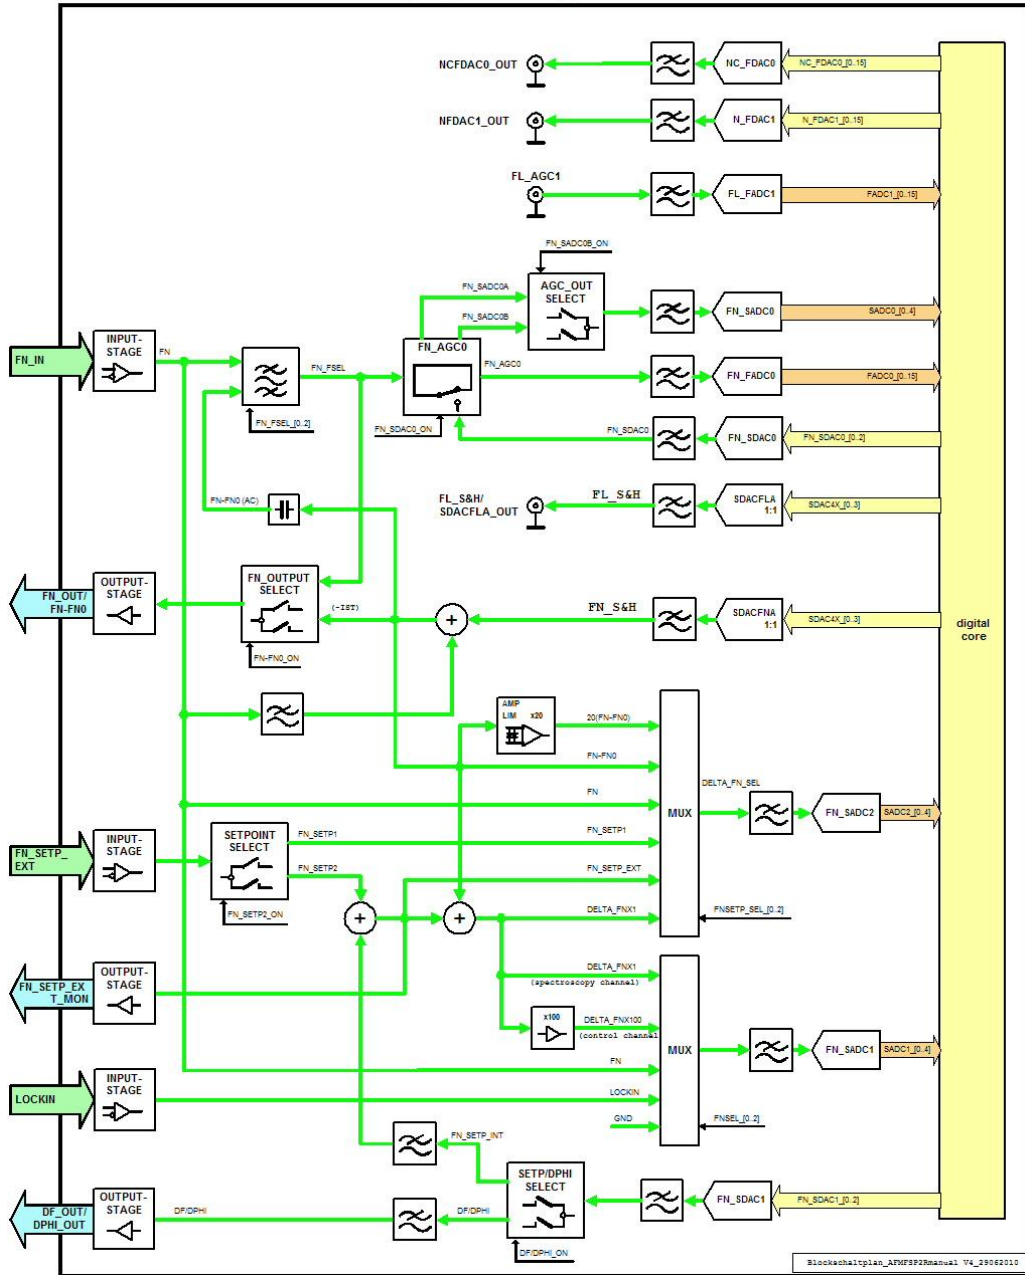 NCFDAC0_OUT
NC_FDAC0
NC_FDAC0_[0..15]
NFDAC1_OUT
N_FDAC1
N_FDAC1_[0..15]
FL_AGC1
FL_FADC1
FADC1_[0..15]
FN_SADC0B_ON
FN_SADC0A
AGC_OUT
SELECT
FN_SADC0B
FN_SADC0
SADC0_[0..4]
FN_IN
INPUT-
STAGE
FN
FN_FSEL
FN_AGC0
FN_AGC0
FN_FADC0
FADC0_[0..15]
FN_FSEL_[0..2]
FN_SDAC0_ON
FN_SDAC0
FN_SDAC0
FN_SDAC0_[0..2]
FN-FN0 (AC)
FL_S&H/
SDACFLA_OUT
FL_S&H
SDACFLA
1:1
SDAC4X_[0..3]
FN_OUT/
FN-FN0
OUTPUT-
STAGE
FN_OUTPUT
SELECT
(-IST)
FN_S&H
SDACFNA
1:1
SDAC4X_[0..3]
digital
core
FN-FN0_ON
AMP
LIM x20
20(FN-FN0)
FN-FN0
DELTA_FN_SEL
FN
MUX
FN_SADC2
SADC2_[0..4]
FN_SETP_
EXT
INPUT-
STAGE
SETPOINT
SELECT
FN_SETP1
FN_SETP1
FN_SETP2
FN_SETP_EXT
FN_SETP2_ON
+
+
+
DELTA_FNX1
FNSETP_SEL_[0..2]
FN_SETP_EX
T_MON
OUTPUT-
STAGE
DELTA_FNX1
(spectroscopy channel)
x100
DELTA_FNX100
(control channel
MUX
FN_SADC1
SADC1_[0..4]
FN
LOCKIN
INPUT-
STAGE
LOCKIN
GND
FNSEL_[0..2]
FN_SETP_INT
SETP/DPHI
SELECT
FN_SDAC1
FN_SDAC1_[0..2]
DF_OUT/
DPHI_OUT
OUTPUT-
STAGE
DF/DPHI
DF/DPHI
DF/DPHI_ON
Blockschaltplan_AFMFSP2Rmanual V4_29062010